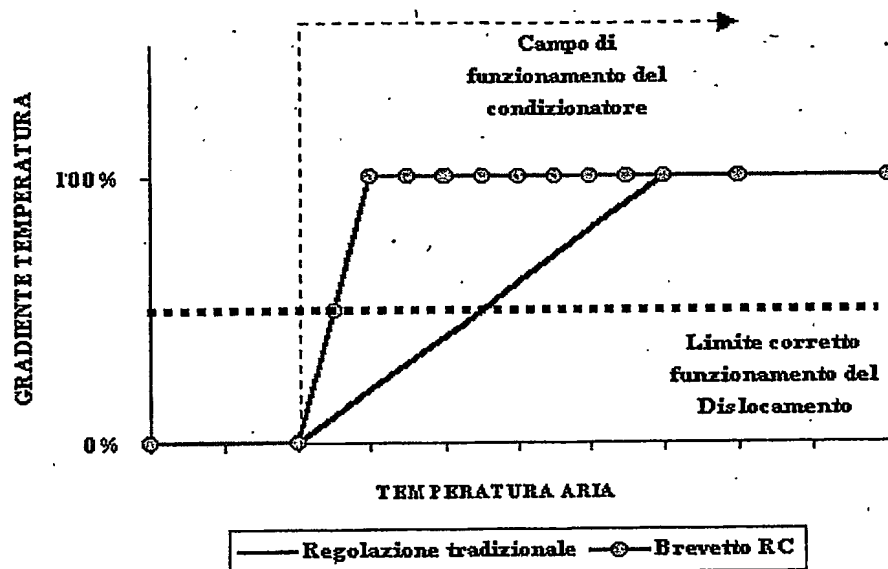 Campo di
funzionamento del
condizionatore
GRADIENTE TEMPERATURA
100%
0%
Limite corretto
funzionamento del
Dislocamento
TEMPERATURA ARIA
Regolazione tradizionale
Brevetto RC